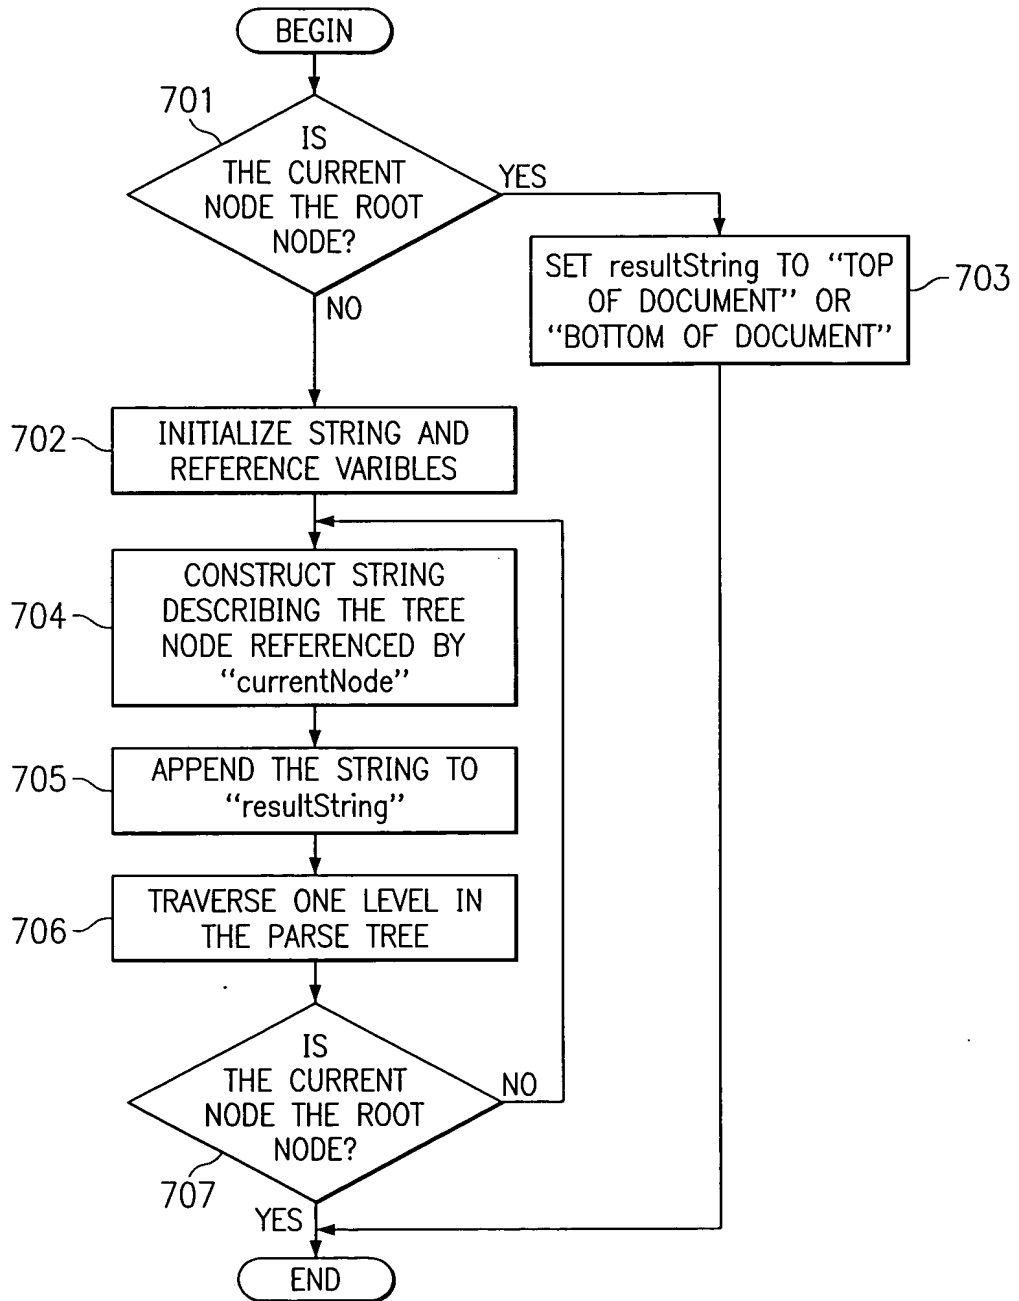 BEGIN
701
IS
THE CURRENT
NODE THE ROOT
NODE?
YES
NO
SET resultString TO “TOP
OF DOCUMENT” OR
“BOTTOM OF DOCUMENT”
703
702
INITIALIZE STRING AND
REFERENCE VARIBLES
704
CONSTRUCT STRING
DESCRIBING THE TREE
NODE REFERENCED BY
“currentNode”
705
APPEND THE STRING TO
“resultString”
706
TRAVERSE ONE LEVEL IN
THE PARSE TREE
IS
THE CURRENT
NODE THE ROOT
NODE?
NO
707
YES
END